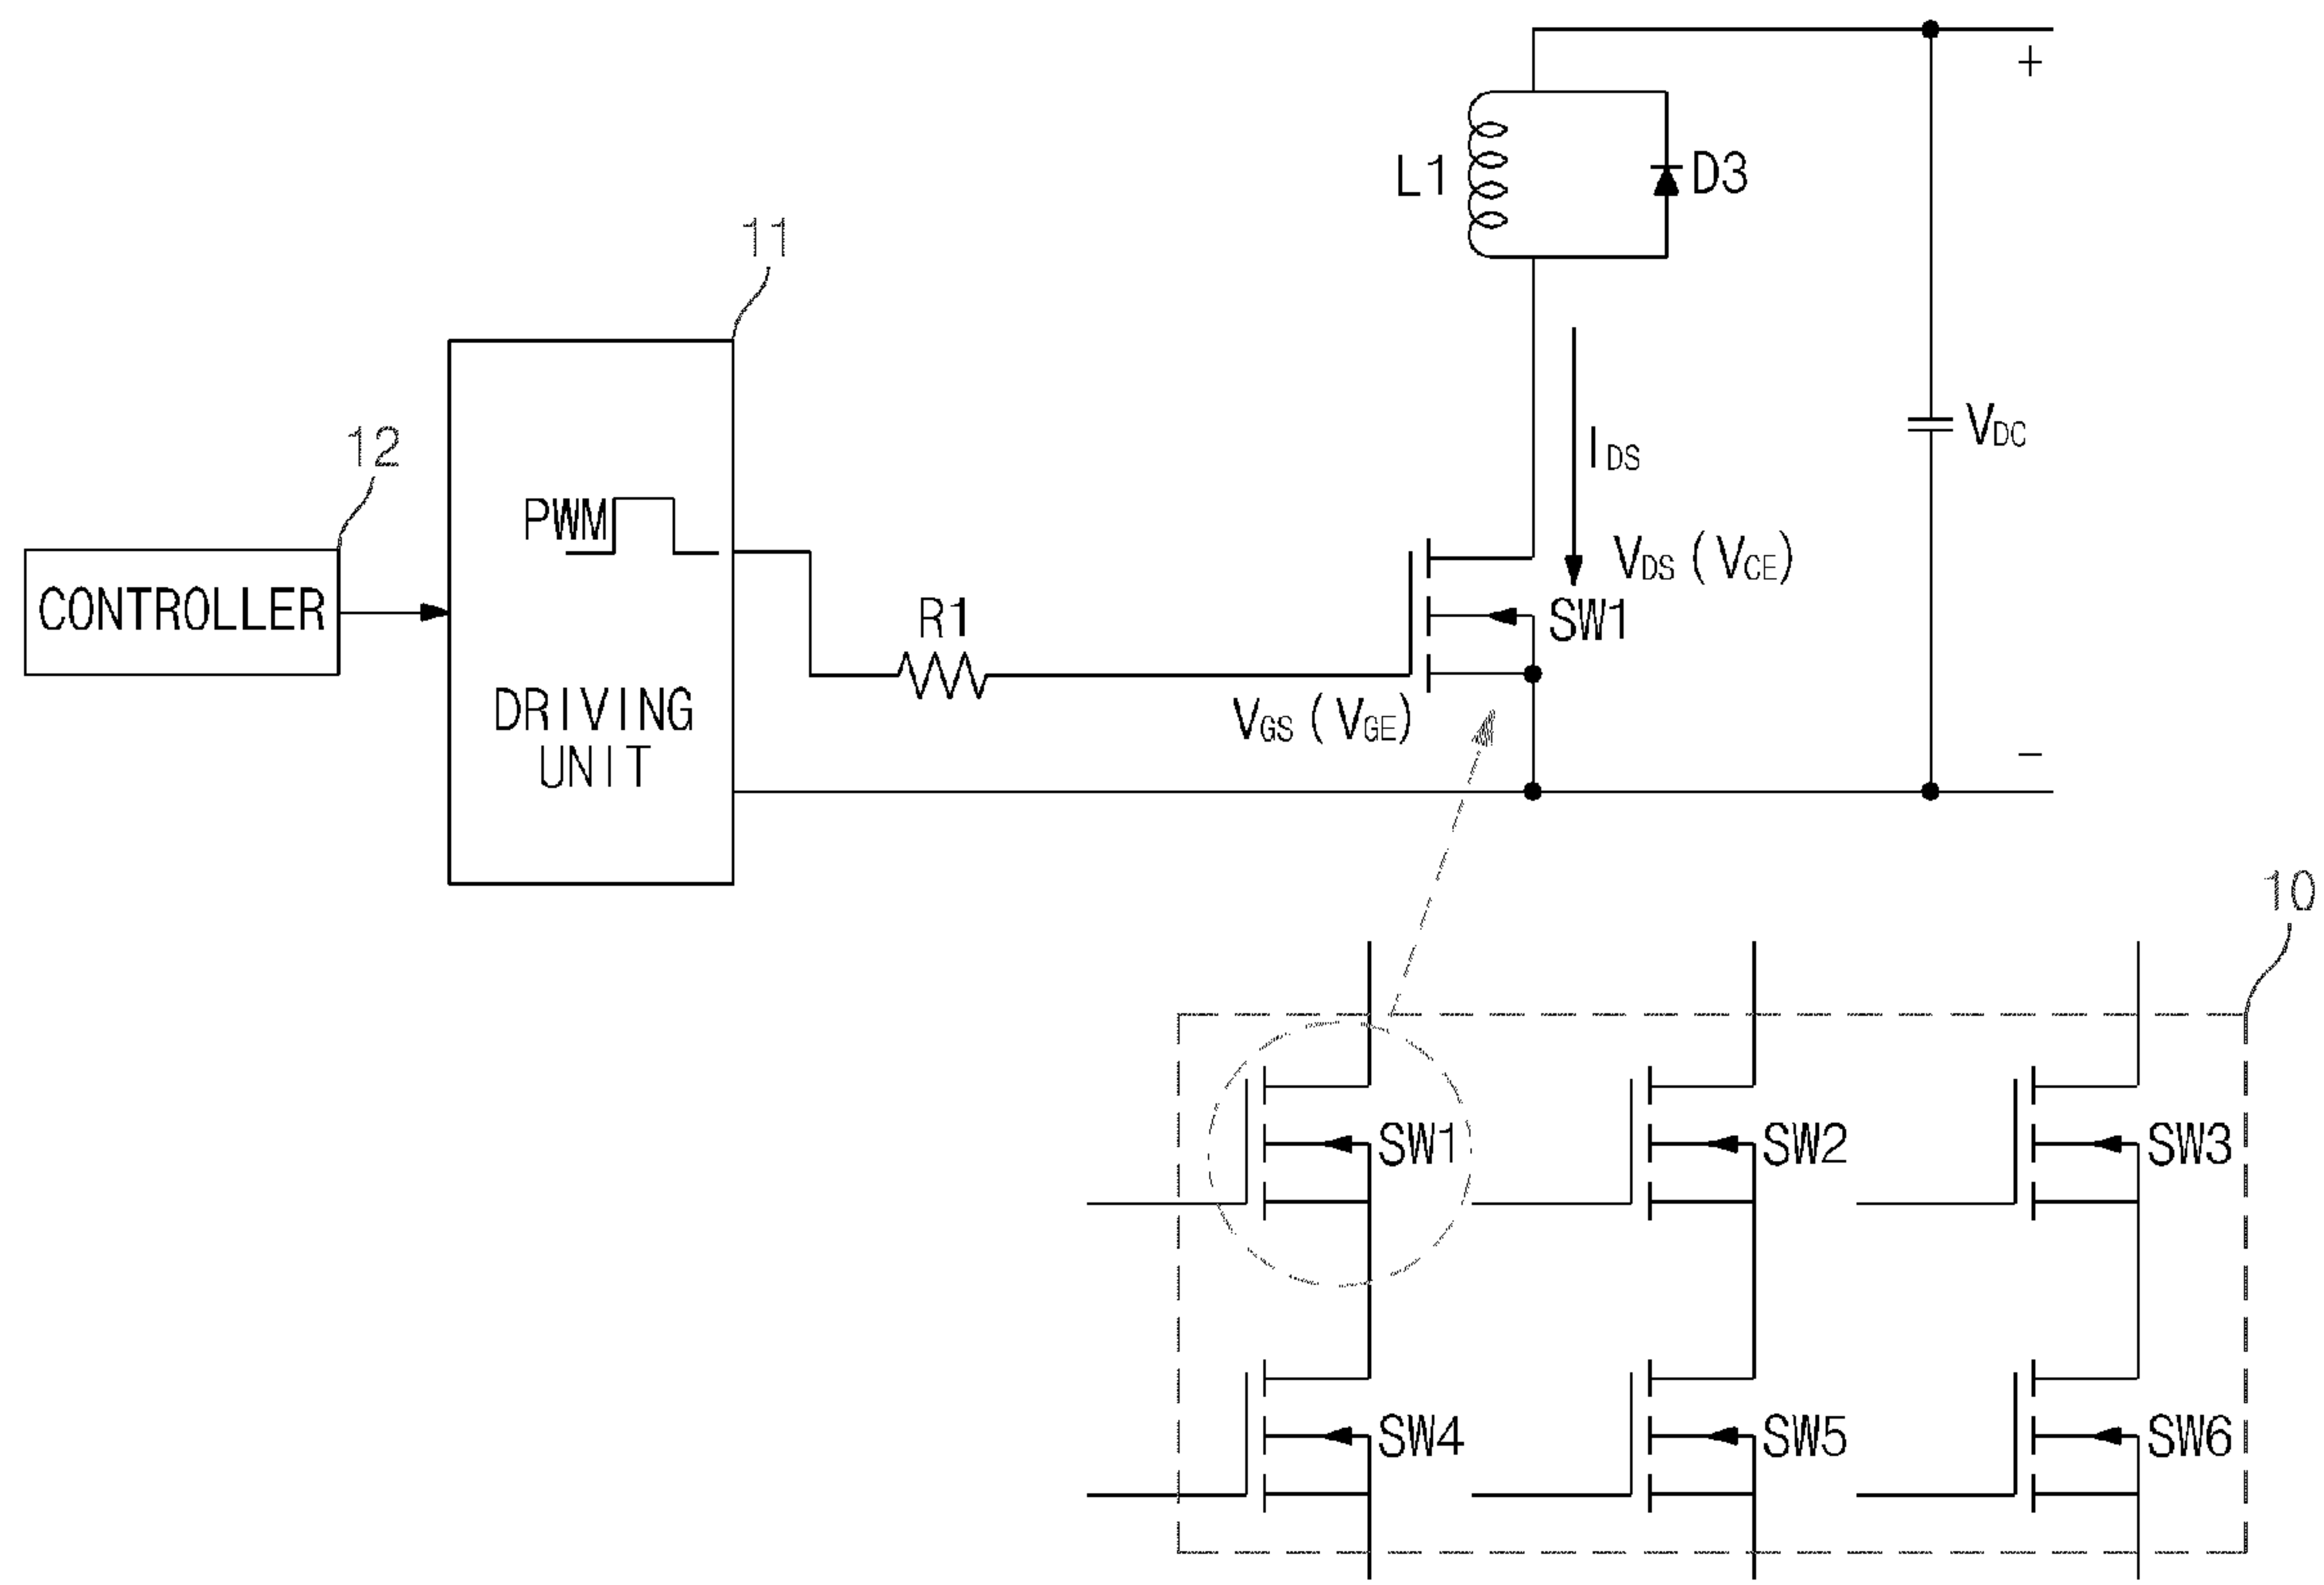 +
L1
D3
11
12
VDC
IDS
PWM
VDS (VCE)
CONTROLLER
R1
SW1
DRIVING
UNIT
VGS (VGE)
−
10
SW1
SW2
SW3
SW4
SW5
SW6